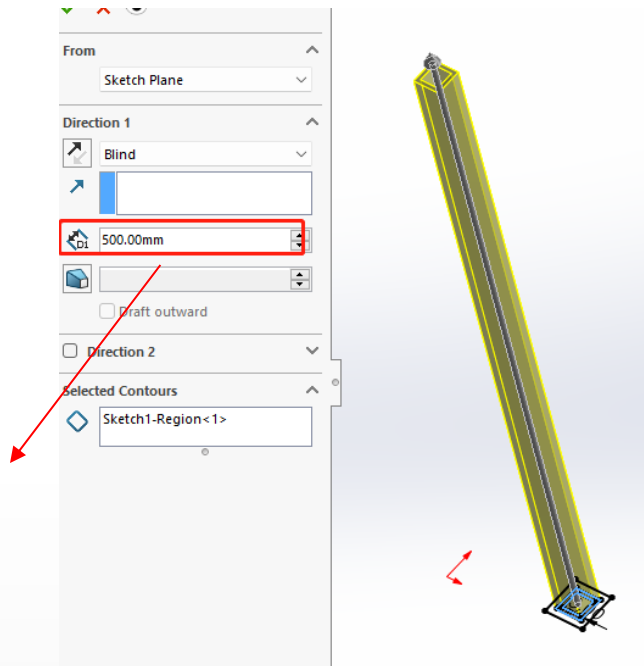 From
Sketch Plane
Direction 1
Blind
D1
500.00mm
Draft outward
Direction 2
Selected Contours
Sketch1-Region<1>